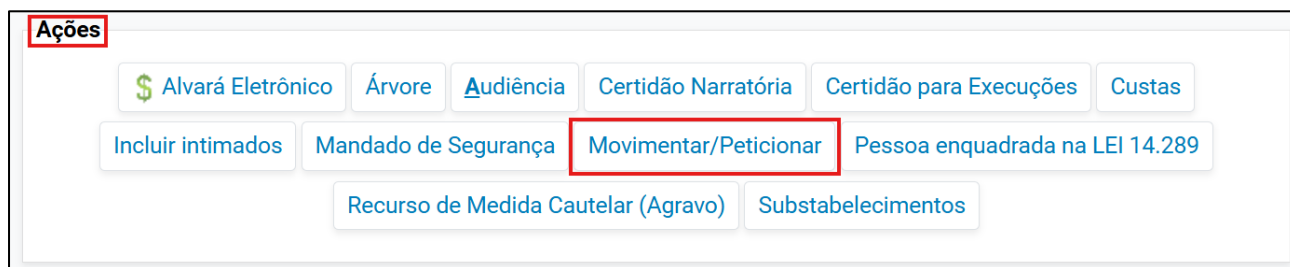 Ações
$ Alvará Eletrônico Árvore Audiência Certidão Narratória Certidão para Execuções Custas
Incluir intimados Mandado de Segurança Movimentar/Peticionar Pessoa enquadrada na LEI 14.289
Recurso de Medida Cautelar (Agravo) Substabelecimentos